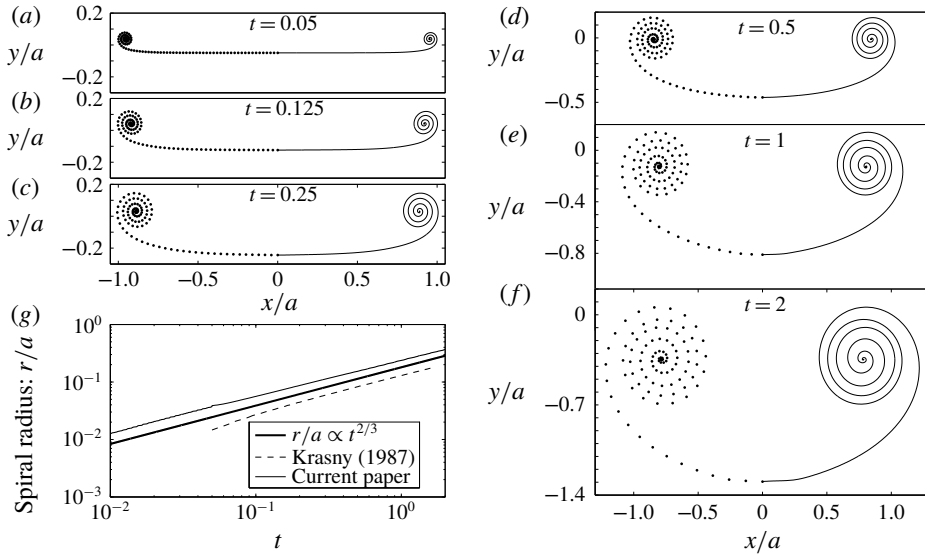 (a)
0.2
y/a
−0.2
t = 0.05
(b)
0.2
y/a
−0.2
t = 0.125
(c)
0.2
y/a
−0.2
t = 0.25
−1.0 −0.5 0 0.5 1.0
x/a
(d)
0
y/a
−0.5
t = 0.5
(e)
0
−0.4
y/a
−0.8
t = 1
(f)
0
y/a
−0.7
−1.4
t = 2
−1.0 −0.5 0 0.5 1.0
x/a
(g)
Spiral radius: r/a
10^0
10^−1
10^−2
10^−3
r/a ∝ t^{2/3}
Krasny (1987)
Current paper
10^−2 10^−1 10^0
t